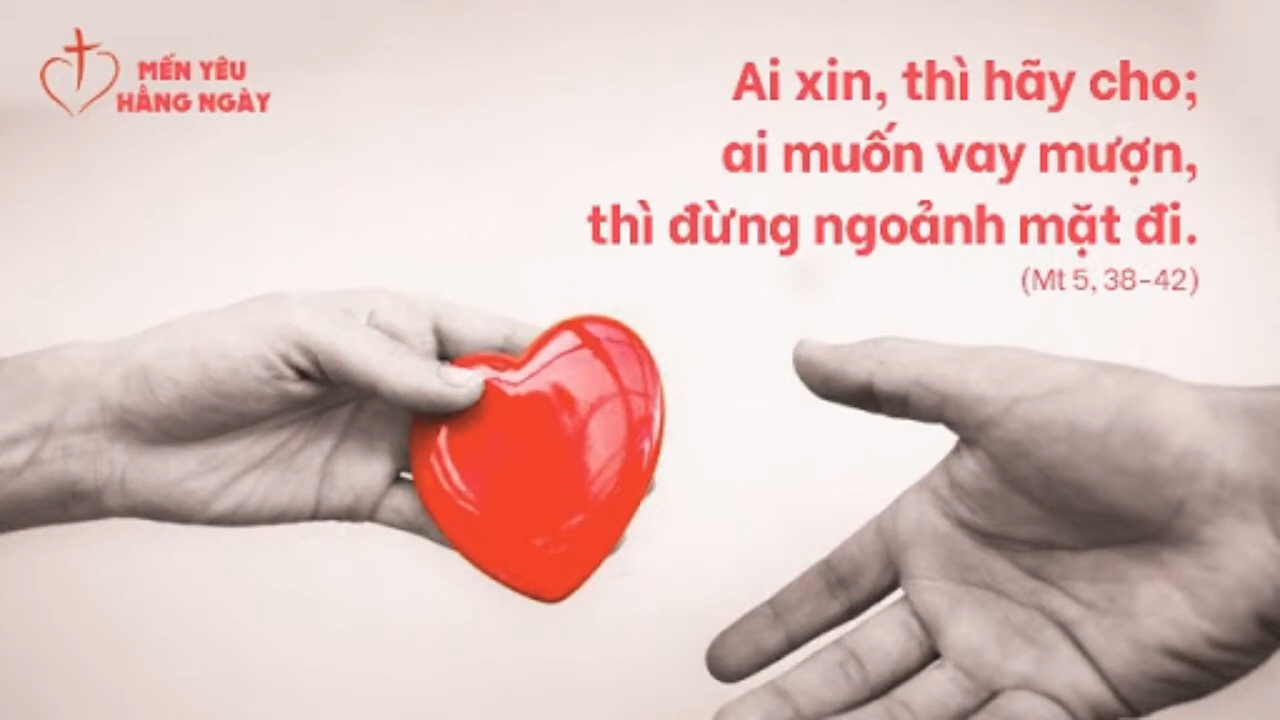 MẾN YÊU
HẰNG NGÀY
Ai xin, thì hãy cho;
ai muốn vay mượn,
thì đừng ngoảnh mặt đi.
(Mt 5, 38-42)